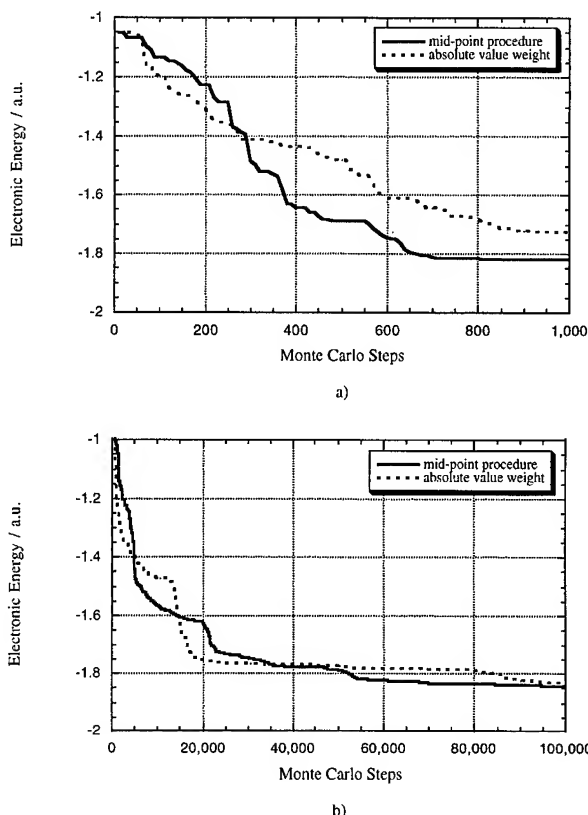 -1
-1.2
-1.4
-1.6
-1.8
-2
Electronic Energy / a.u.
mid-point procedure
absolute value weight
0
200
400
600
800
1,000
Monte Carlo Steps
a)
-1
-1.2
-1.4
-1.6
-1.8
-2
Electronic Energy / a.u.
mid-point procedure
absolute value weight
0
20,000
40,000
60,000
80,000
100,000
Monte Carlo Steps
b)